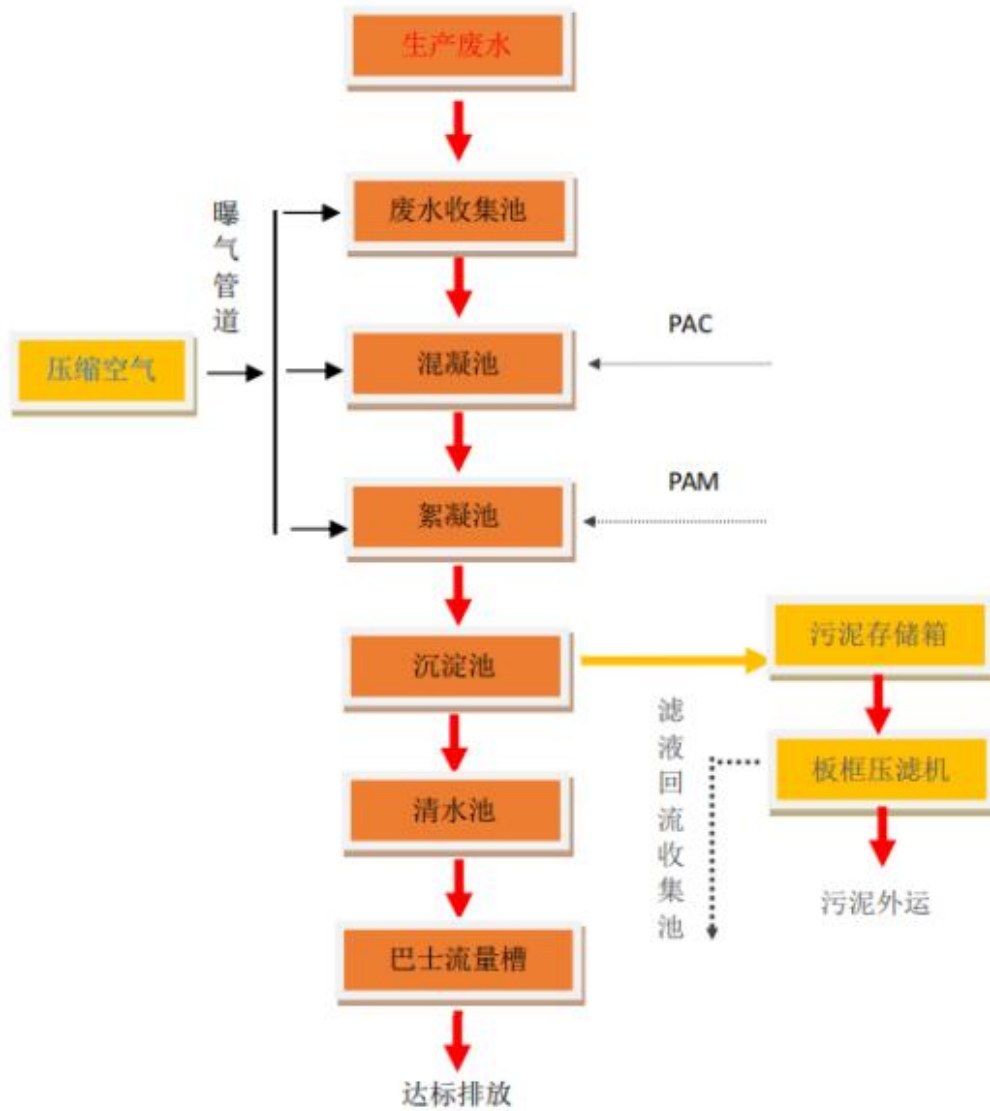 生产废水
废水收集池
曝气管道
压缩空气
混凝池
PAC
絮凝池
PAM
沉淀池
污泥存储箱
滤液回流收集池
板框压滤机
清水池
污泥外运
巴士流量槽
达标排放